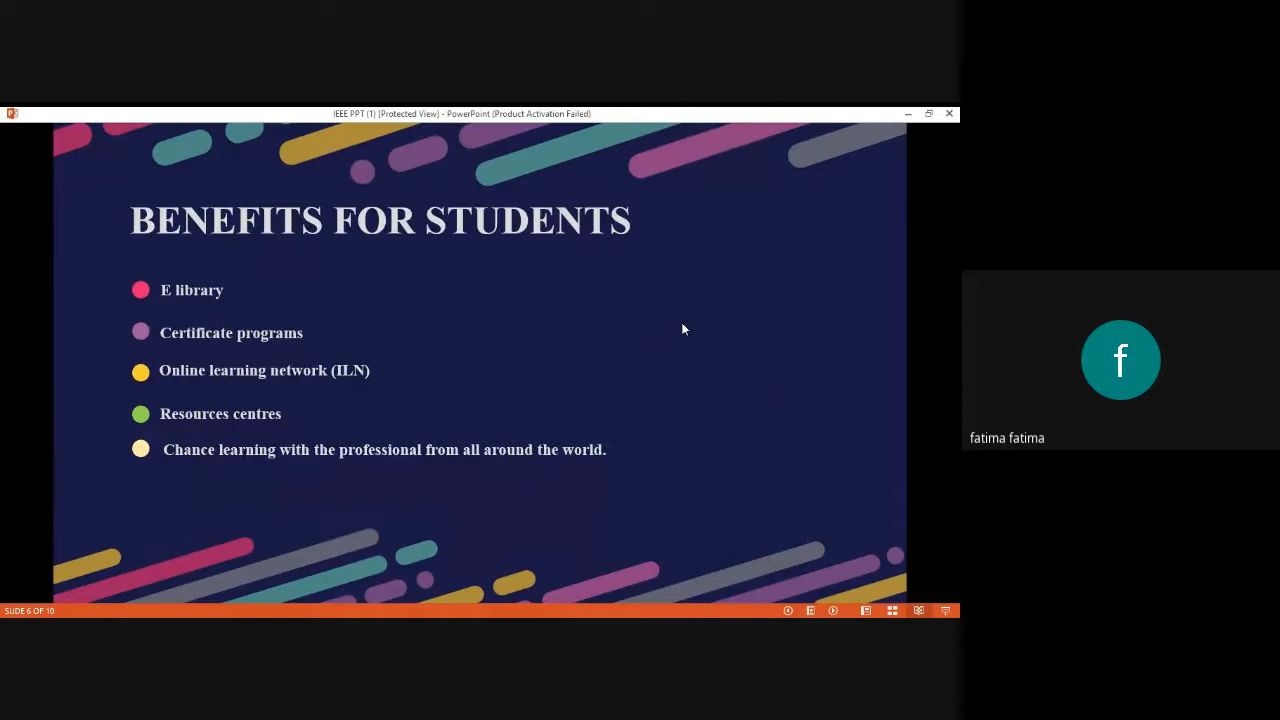 IEEE PPT (1) [Protected View] - PowerPoint (Product Activation Failed)
BENEFITS FOR STUDENTS
E library
Certificate programs
Online learning network (ILN)
Resources centres
Chance learning with the professional from all around the world.
f
fatima fatima
SLIDE 6 OF 10